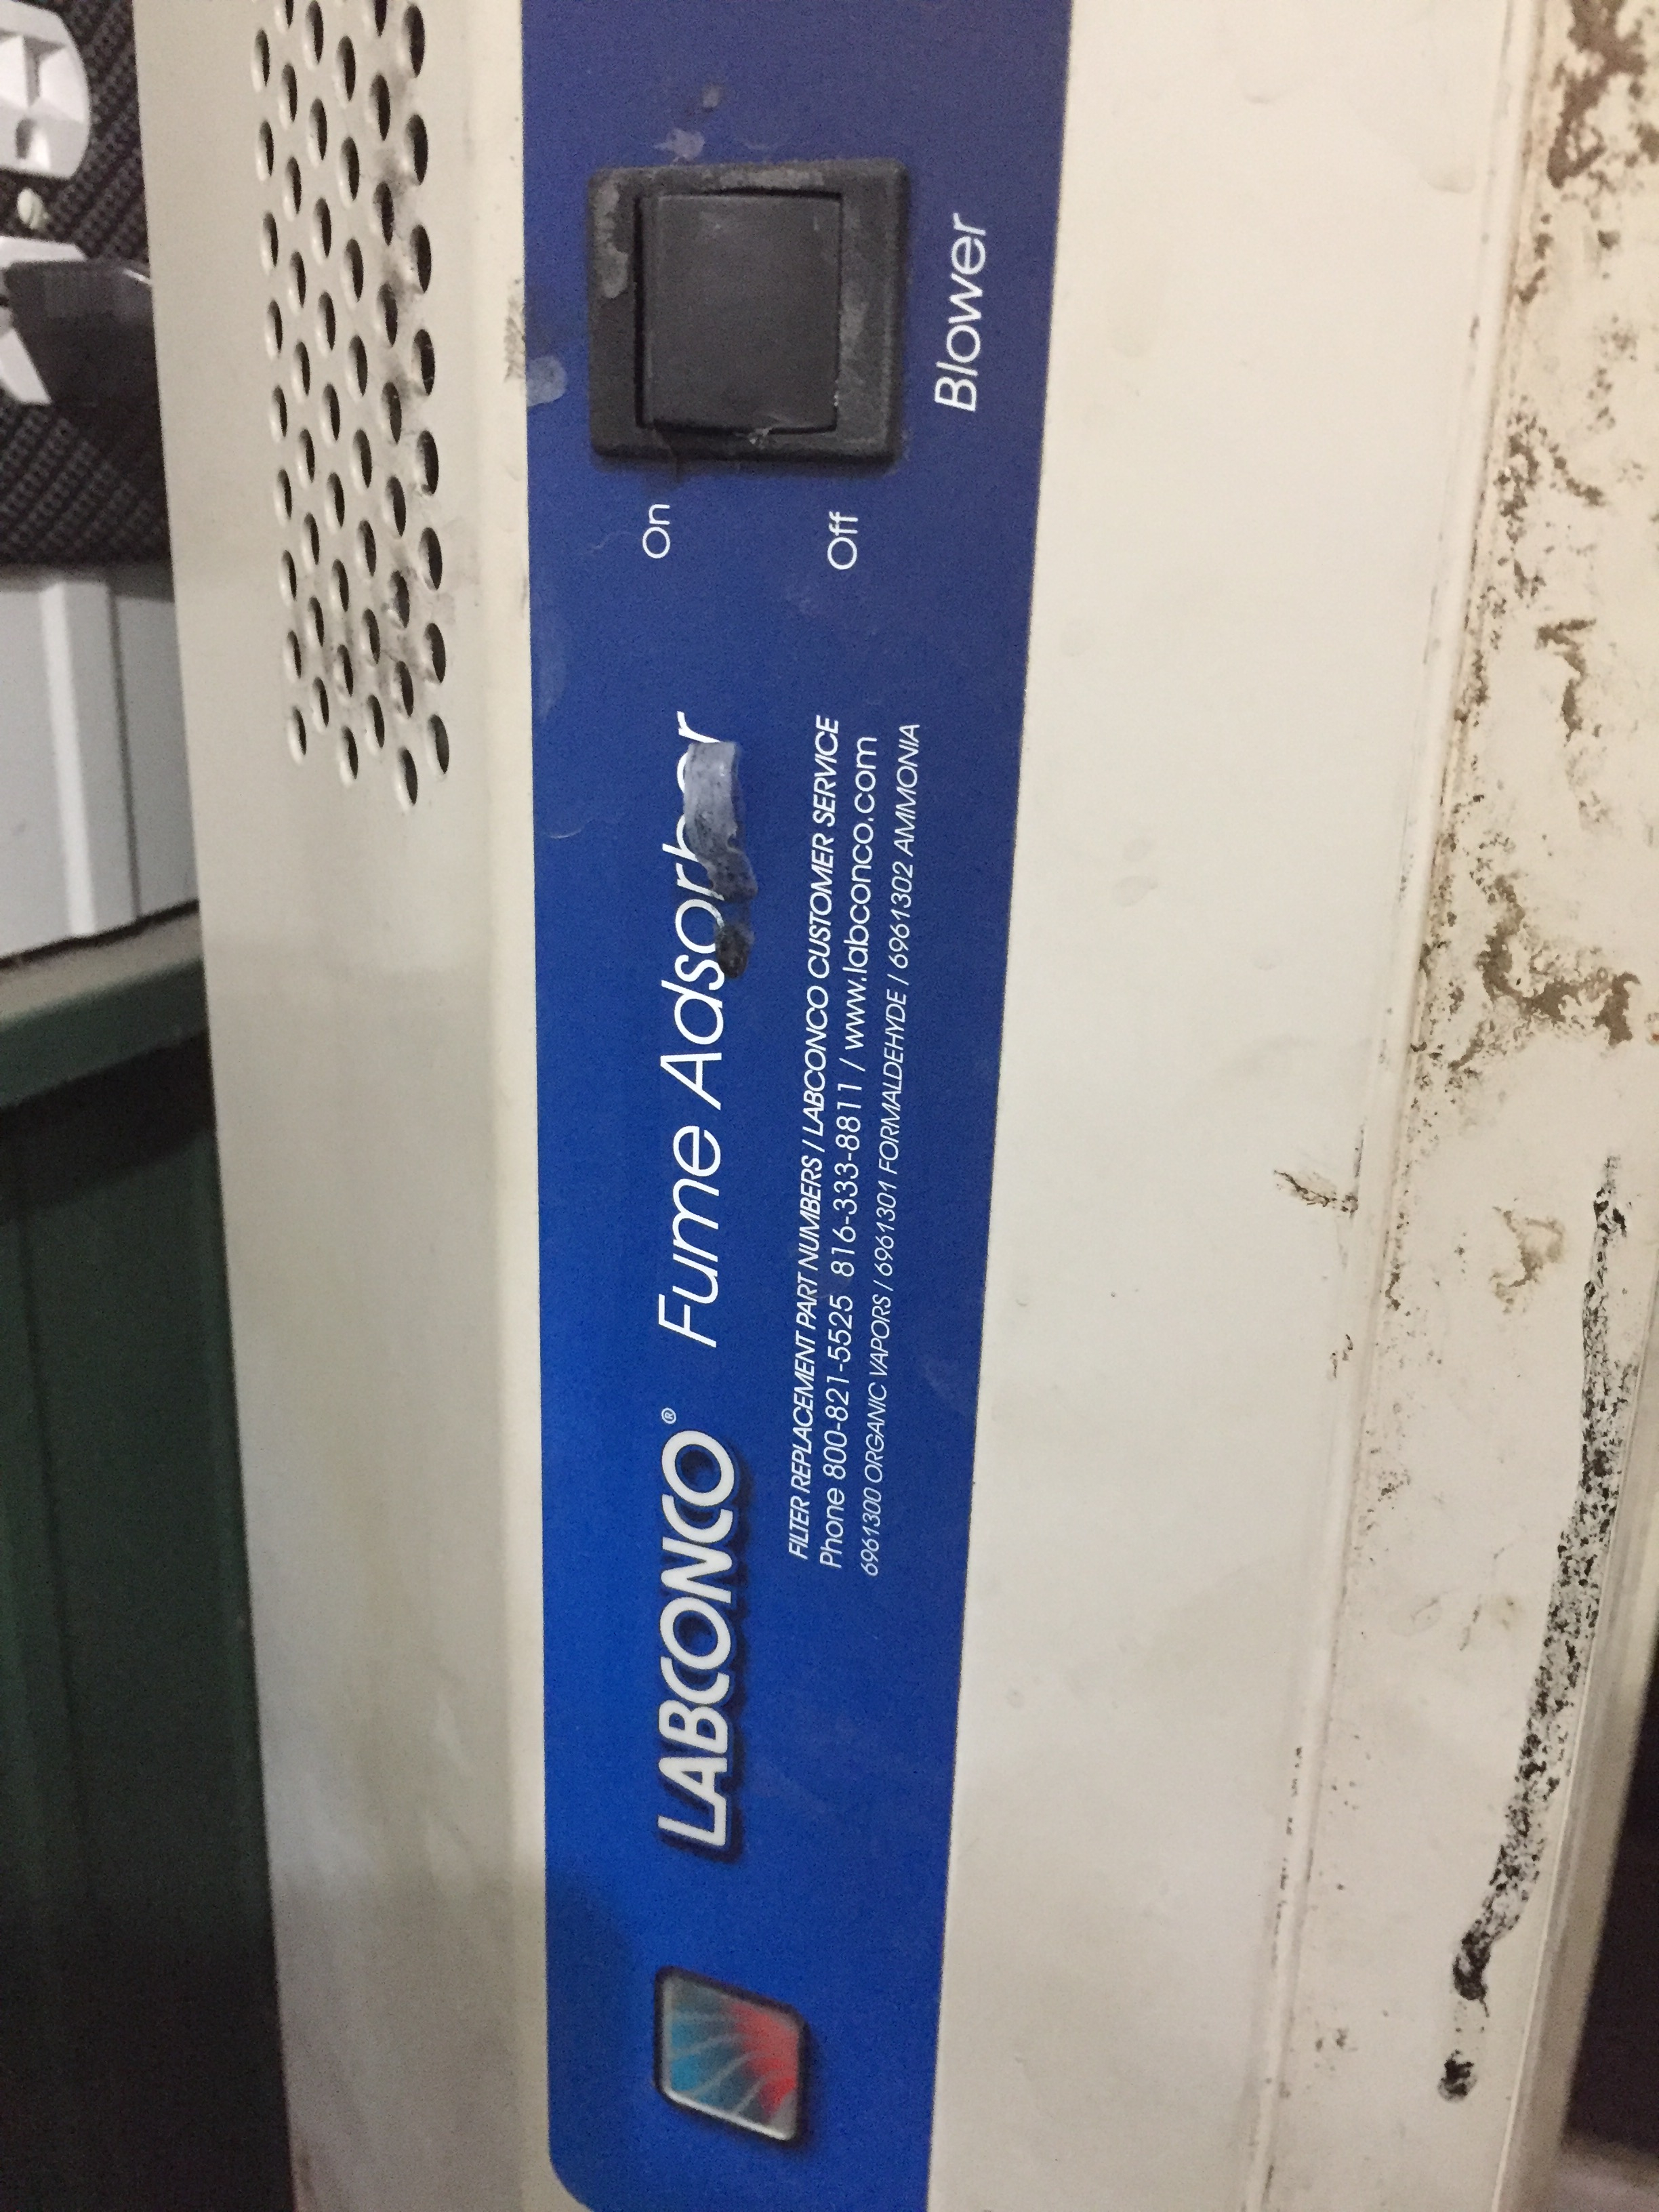 LABCONCO® Fume Adsorber
FILTER REPLACEMENT PART NUMBERS / LABCONCO CUSTOMER SERVICE
Phone 800-821-5525 816-333-8811 / www.labconco.com
6961300 ORGANIC VAPORS / 6961301 FORMALDEHYDE / 6961302 AMMONIA
On
Off
Blower